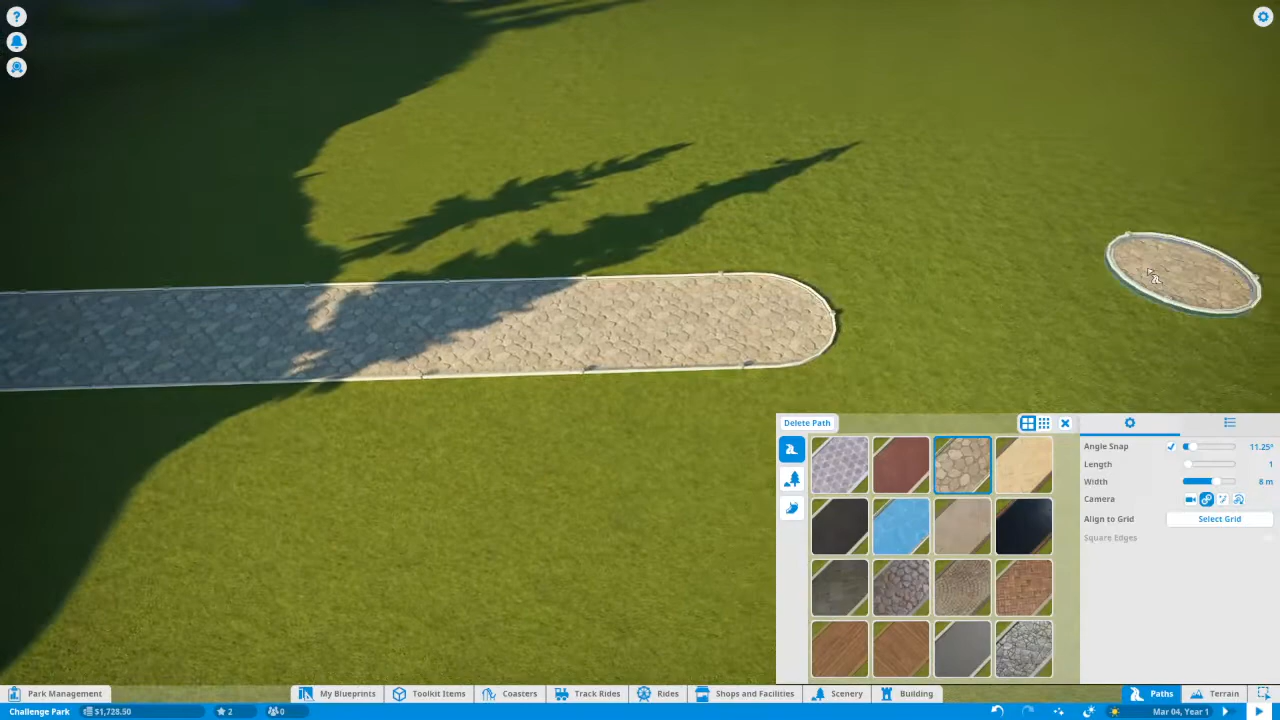 ?
Delete Path
Angle Snap 11.25°
Length 1
Width 8 m
Camera
Align to Grid Select Grid
Square Edges
Park Management My Blueprints Toolkit Items Coasters Track Rides Rides Shops and Facilities Scenery Building Paths Terrain
Challenge Park $1,728.50 2 0 Mar 04, Year 1